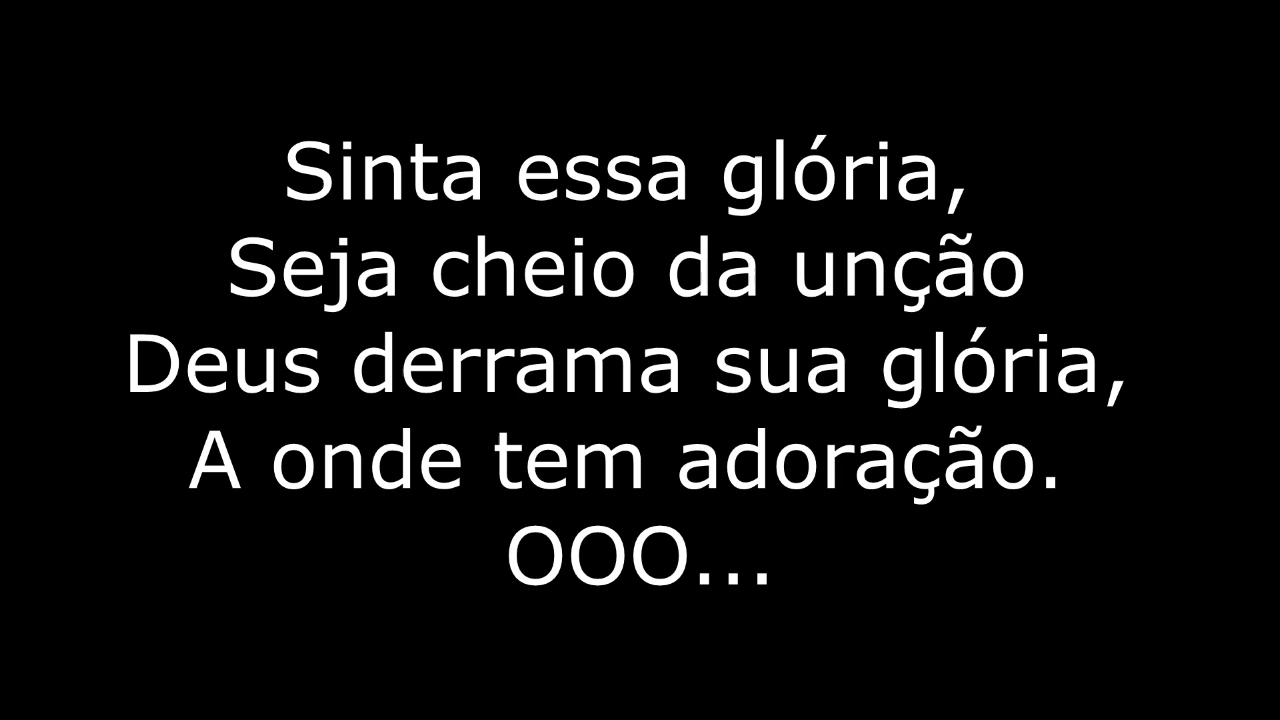 Sinta essa glória,
Seja cheio da unção
Deus derrama sua glória,
A onde tem adoração.
OOO...